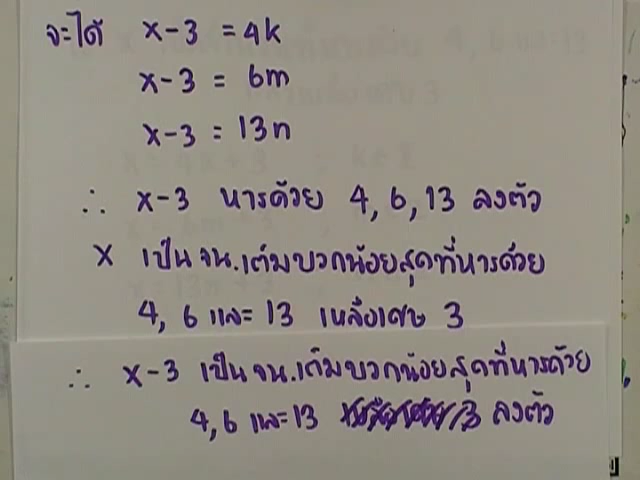 จะได้ x-3 = 4k
x-3 = 6m
x-3 = 13n
∴ x-3 หารด้วย 4, 6, 13 ลงตัว
x เป็น จน.เต็มบวกน้อยสุดที่หารด้วย
4, 6 และ 13 เหลือเศษ 3
∴ x-3 เป็น จน.เต็มบวกน้อยสุดที่หารด้วย
4, 6 และ 13 ลงตัว